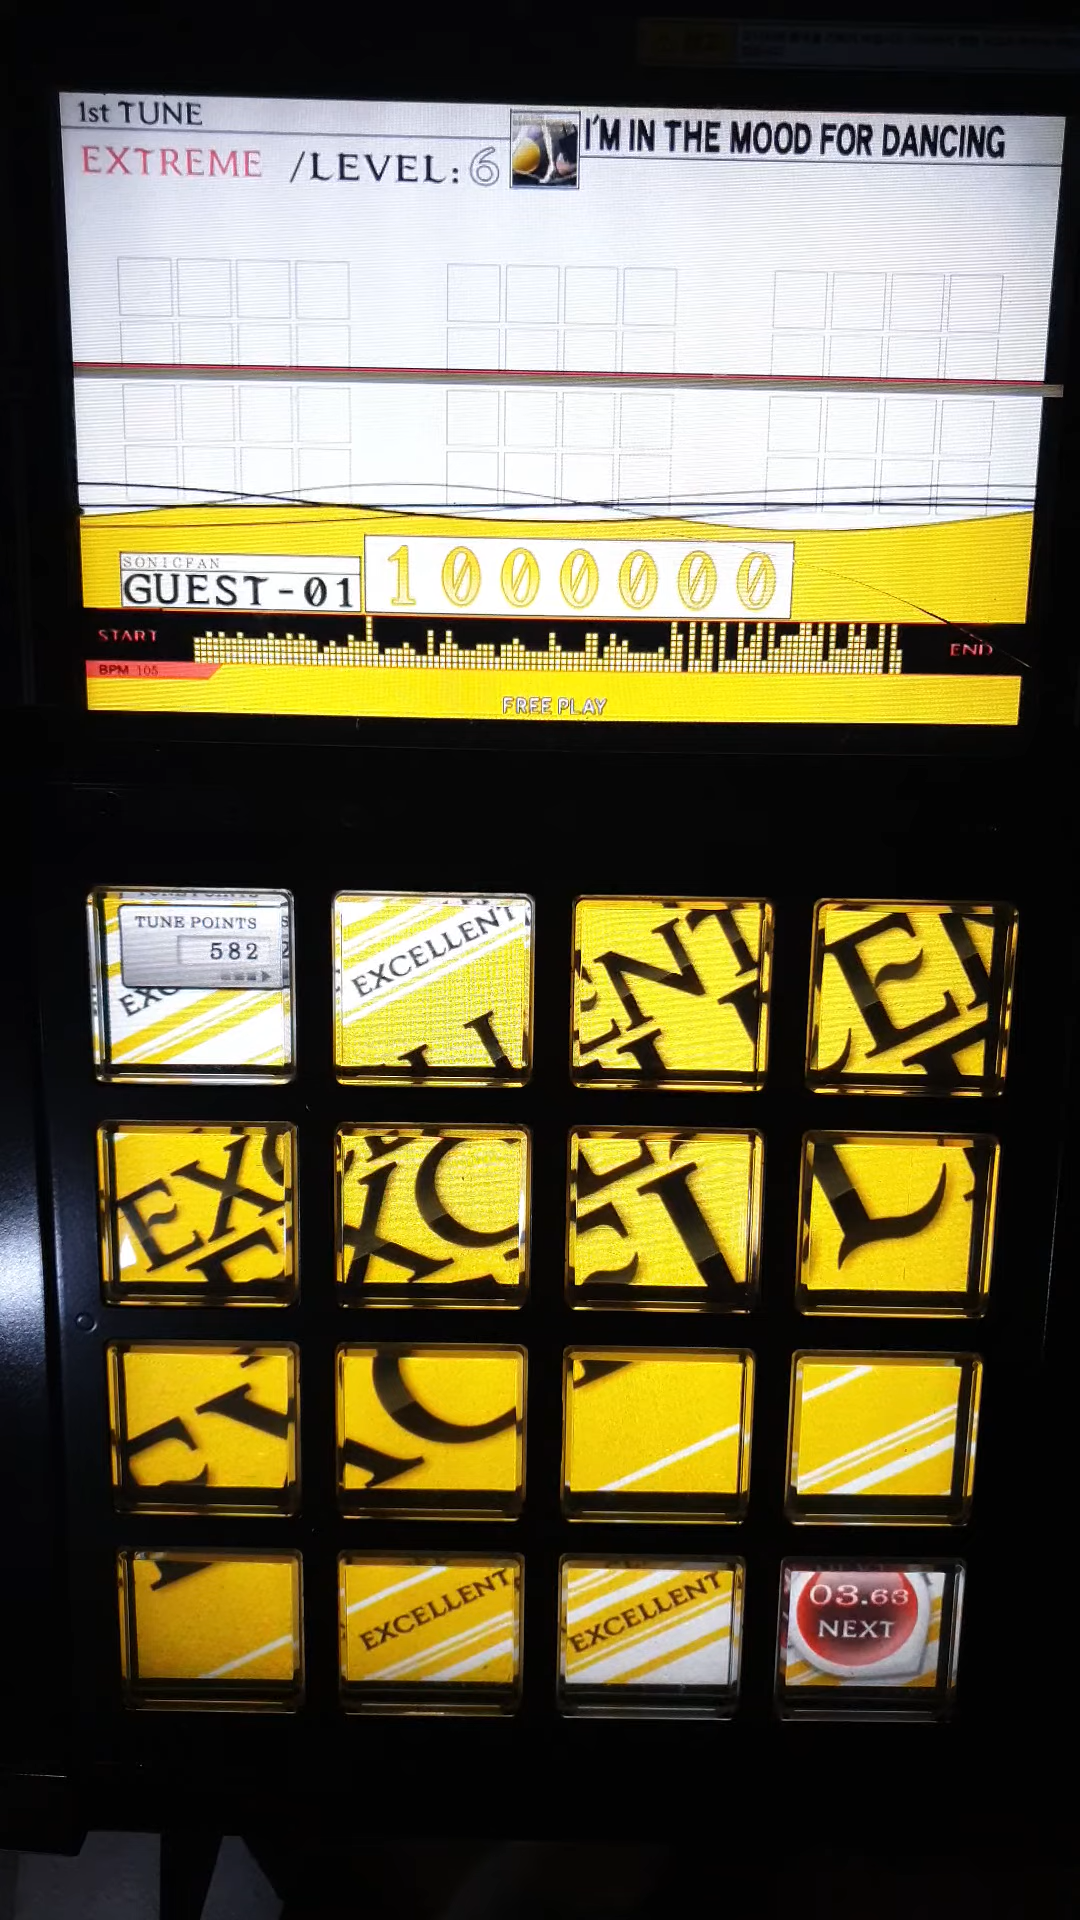 1st TUNE
EXTREME /LEVEL:6
I'M IN THE MOOD FOR DANCING
SONICFAN
GUEST-01
1000000
START
END
BPM 105
FREE PLAY
TUNE POINTS
582
EXCELLENT
EXCELLENT
EXCELLENT
03.63
NEXT